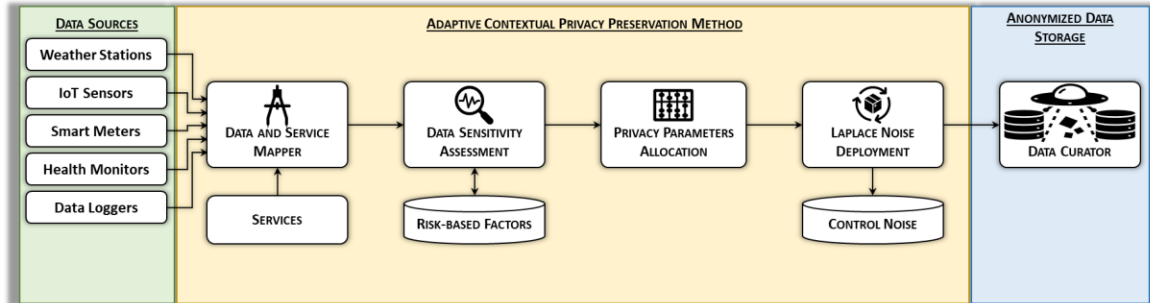 DATA SOURCES
Weather Stations
IoT Sensors
Smart Meters
Health Monitors
Data Loggers
ADAPTIVE CONTEXTUAL PRIVACY PRESERVATION METHOD
DATA AND SERVICE
MAPPER
SERVICES
DATA SENSITIVITY
ASSESSMENT
RISK-BASED FACTORS
PRIVACY PARAMETERS
ALLOCATION
LAPLACE NOISE
DEPLOYMENT
CONTROL NOISE
ANONYMIZED DATA
STORAGE
DATA CURATOR